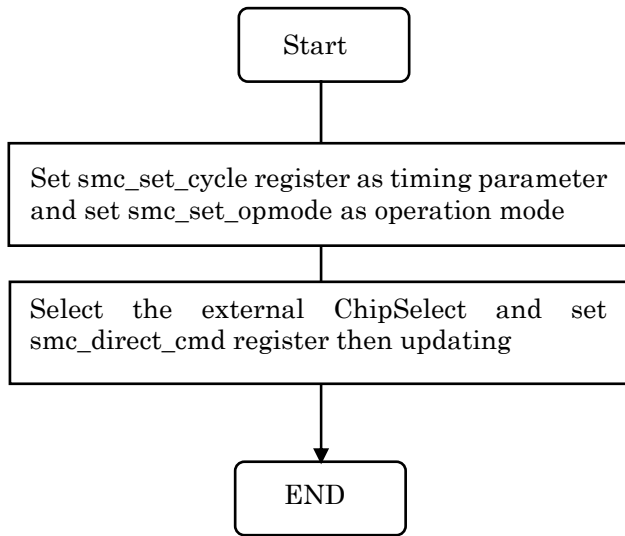 Start
Set smc_set_cycle register as timing parameter
and set smc_set_opmode as operation mode
Select the external ChipSelect and set
smc_direct_cmd register then updating
END